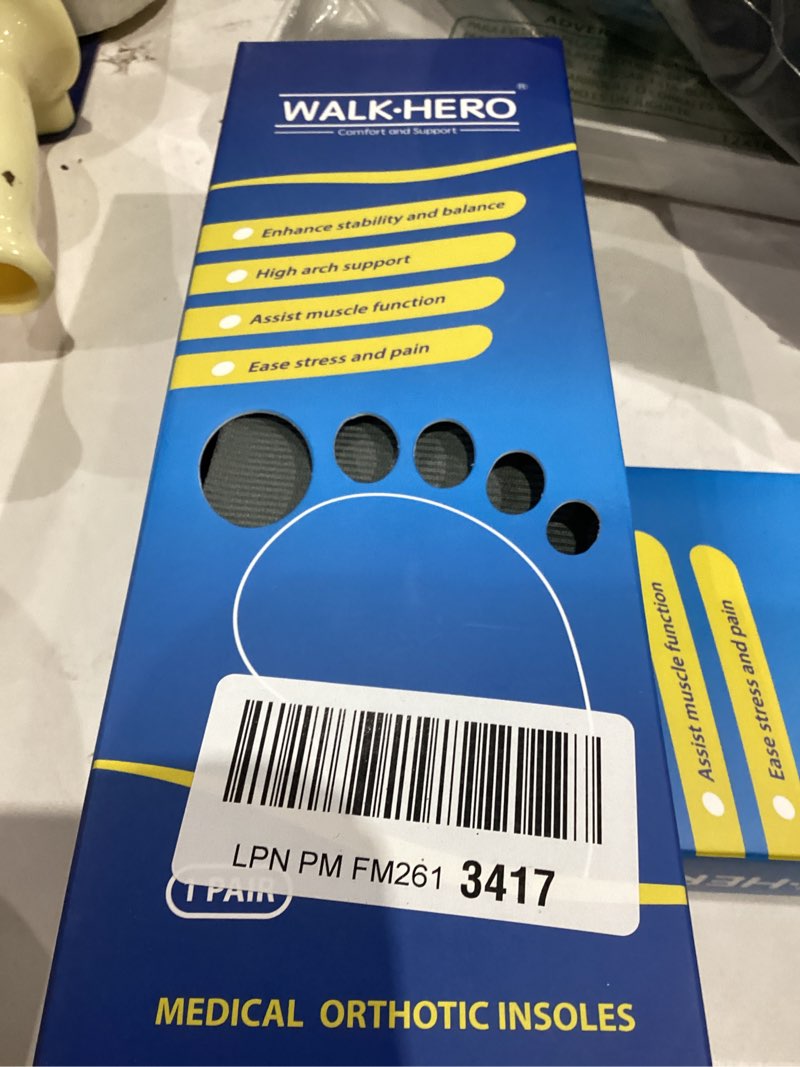 WALK·HERO®
Comfort and Support
Enhance stability and balance
High arch support
Assist muscle function
Ease stress and pain
LPN PM FM261 3417
1 PAIR
MEDICAL ORTHOTIC INSOLES
Assist muscle function
Ease stress and pain
ADVER